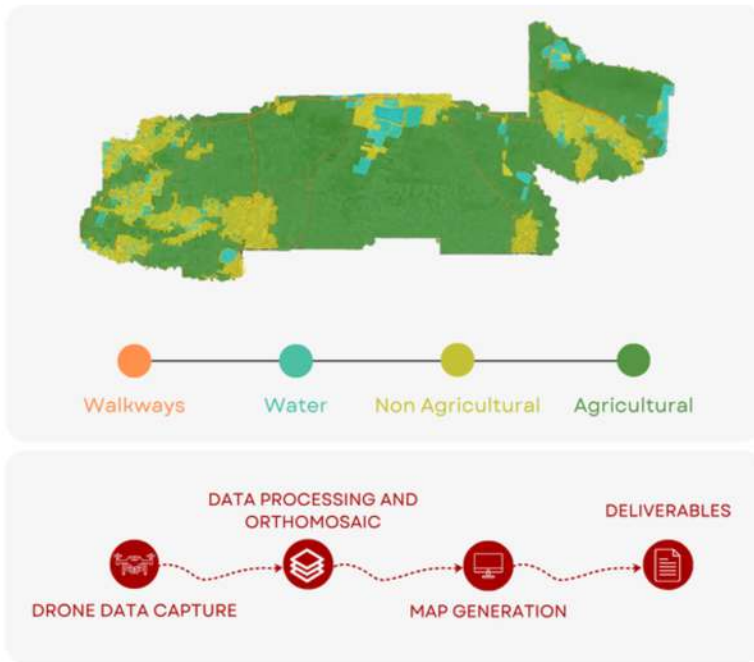 Walkways
Water
Non Agricultural
Agricultural
DATA PROCESSING AND
ORTHOMOSAIC
DELIVERABLES
DRONE DATA CAPTURE
MAP GENERATION